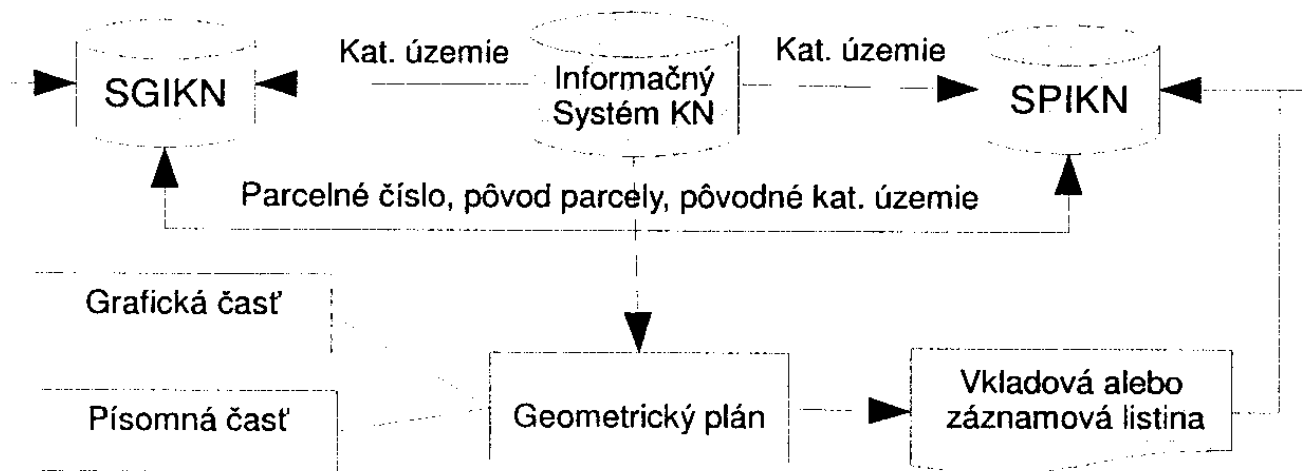 Kat. územie
Kat. územie
SGIKN
Informačný
Systém KN
SPIKN
Parcelné číslo, pôvod parcely, pôvodné kat. územie
Grafická časť
Písomná časť
Geometrický plán
Vkladová alebo
záznamová listina